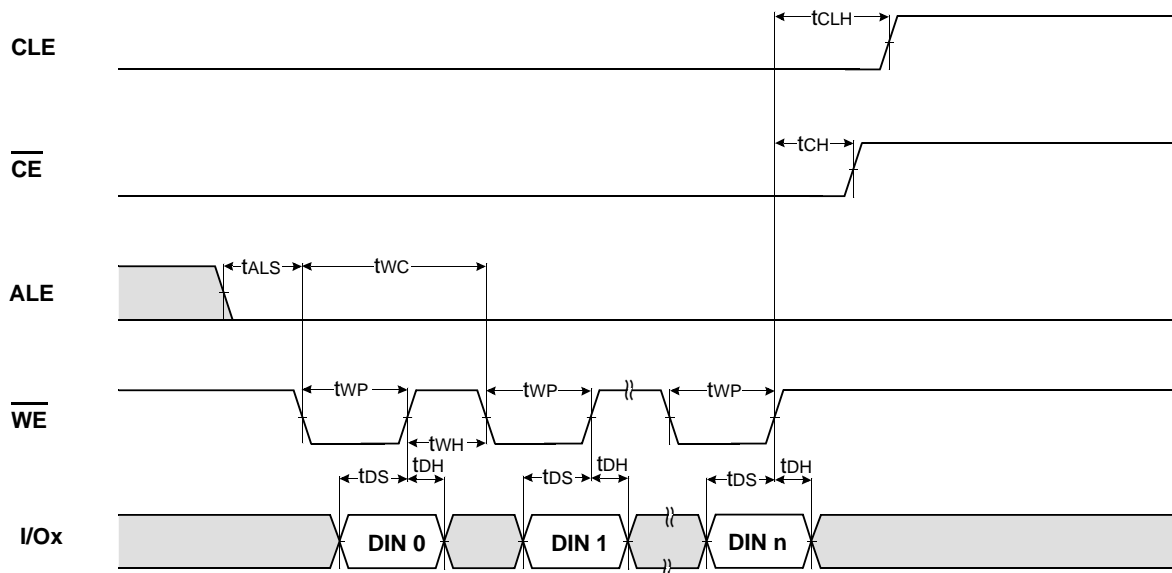 CLE
tCLH
CE
tCH
ALE
tALS
tWC
WE
tWP
tWP
tWP
tWH
tDS
tDH
tDS
tDH
tDS
tDH
I/Ox
DIN 0
DIN 1
DIN n